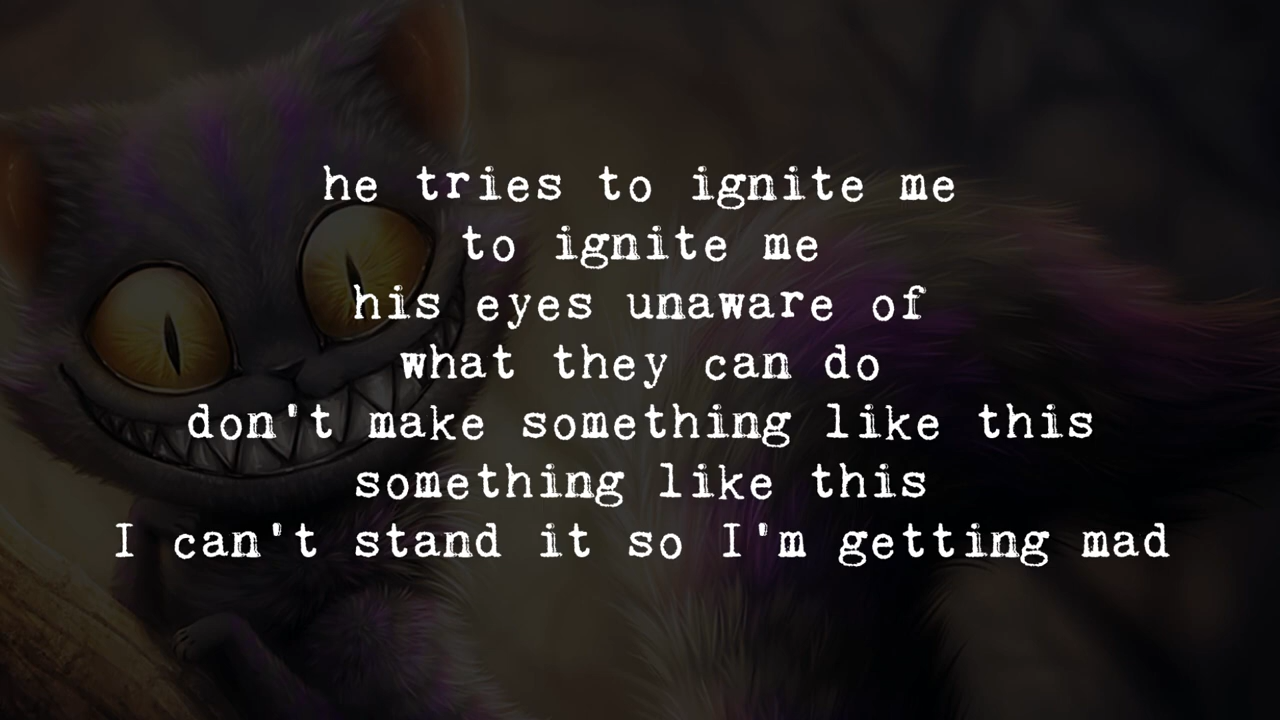 he tries to ignite me
to ignite me
his eyes unaware of
what they can do
don't make something like this
something like this
I can't stand it so I'm getting mad